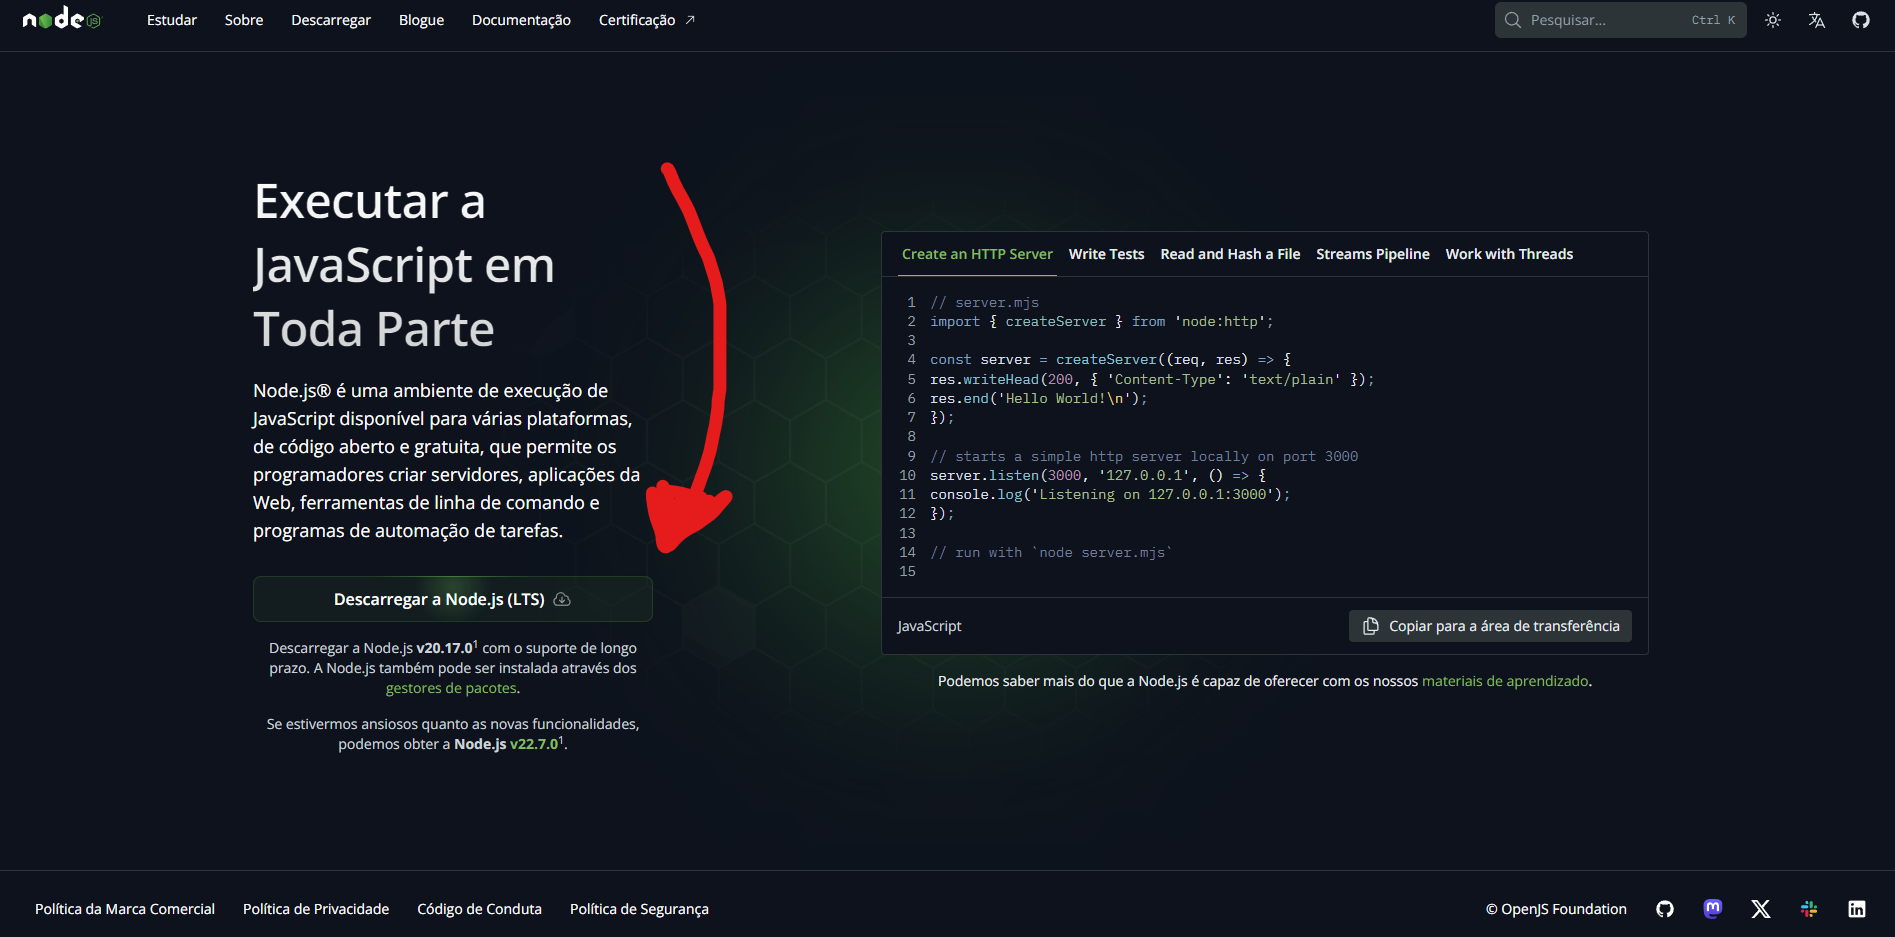 node JS
Estudar Sobre Descarregar Blogue Documentação Certificação ↗
Pesquisar... Ctrl K
Executar a
JavaScript em
Toda Parte
Node.js® é uma ambiente de execução de
JavaScript disponível para várias plataformas,
de código aberto e gratuita, que permite os
programadores criar servidores, aplicações da
Web, ferramentas de linha de comando e
programas de automação de tarefas.
Descarregar a Node.js (LTS)
Descarregar a Node.js v20.17.0¹ com o suporte de longo
prazo. A Node.js também pode ser instalada através dos
gestores de pacotes.
Se estivermos ansiosos quanto as novas funcionalidades,
podemos obter a Node.js v22.7.0¹.
Create an HTTP Server Write Tests Read and Hash a File Streams Pipeline Work with Threads
1 // server.mjs
2 import { createServer } from 'node:http';
3
4 const server = createServer((req, res) => {
5 res.writeHead(200, { 'Content-Type': 'text/plain' });
6 res.end('Hello World!\n');
7 });
8
9 // starts a simple http server locally on port 3000
10 server.listen(3000, '127.0.0.1', () => {
11 console.log('Listening on 127.0.0.1:3000');
12 });
13
14 // run with `node server.mjs`
15
JavaScript Copiar para a área de transferência
Podemos saber mais do que a Node.js é capaz de oferecer com os nossos materiais de aprendizado.
Política da Marca Comercial Política de Privacidade Código de Conduta Política de Segurança
© OpenJS Foundation